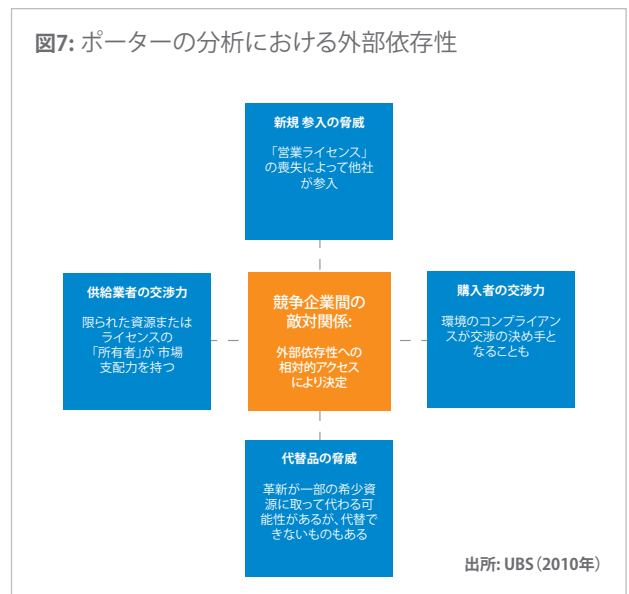 図7: ポーターの分析における外部依存性
新規 参入の脅威
「営業ライセンス」
の喪失によって他社
が参入
供給業者の交渉力
限られた資源または
ライセンスの
「所有者」が 市場
支配力を持つ
競争企業間の
敵対関係:
外部依存性への
相対的アクセス
により決定
購入者の交渉力
環境のコンプライアン
スが交渉の決め手と
なることも
代替品の脅威
革新が一部の希少資
源に取って代わる可
能性があるが、代替で
きないものもある
出所: UBS（2010年）